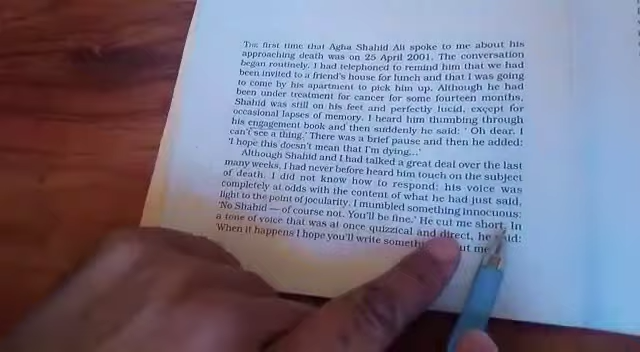 The first time that Agha Shahid Ali spoke to me about his
approaching death was on 25 April 2001. The conversation
began routinely. I had telephoned to remind him that we had
been invited to a friend's house for lunch and that I was going
to come by his apartment to pick him up. Although he had
been under treatment for cancer for some fourteen months,
Shahid was still on his feet and perfectly lucid, except for
occasional lapses of memory. I heard him thumbing through
his engagement book and then suddenly he said: ' Oh dear. I
can't see a thing.' There was a brief pause and then he added:
'I hope this doesn't mean that I'm dying...'
Although Shahid and I had talked a great deal over the last
many weeks, I had never before heard him touch on the subject
of death. I did not know how to respond: his voice was
completely at odds with the content of what he had just said,
light to the point of jocularity. I mumbled something innocuous:
'No Shahid — of course not. You'll be fine.' He cut me short. In
a tone of voice that was at once quizzical and direct, he
'When it happens I hope you'll write me